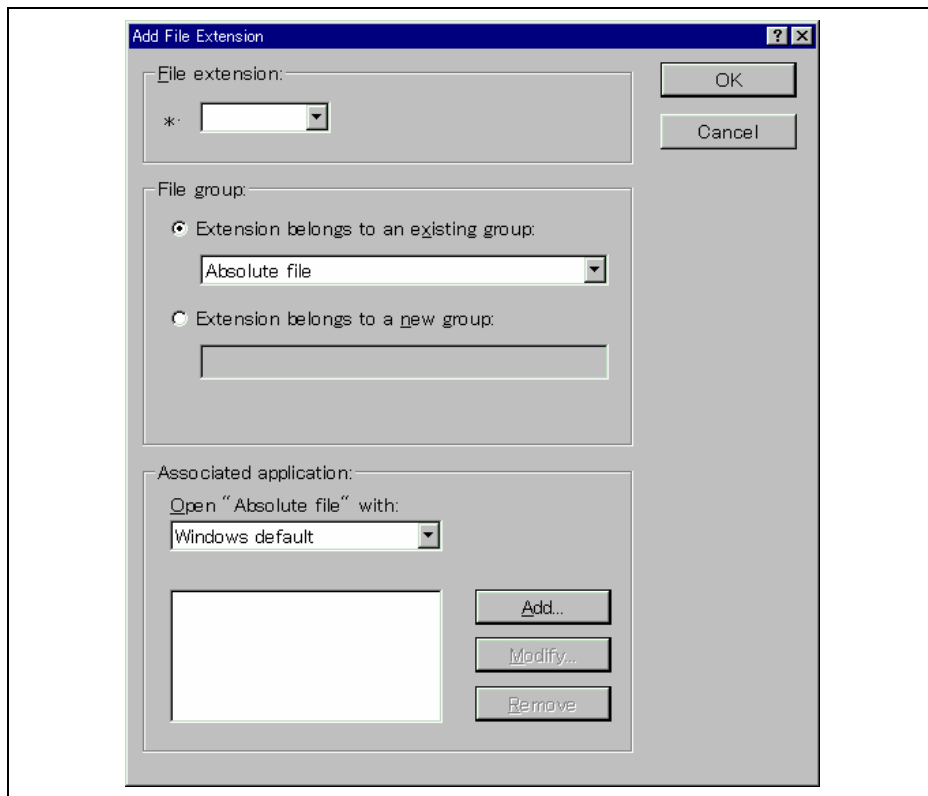 Add File Extension
File extension:
OK
*.
Cancel
File group:
Extension belongs to an existing group:
Absolute file
Extension belongs to a new group:
Associated application:
Open "Absolute file" with:
Windows default
Add...
Modify...
Remove